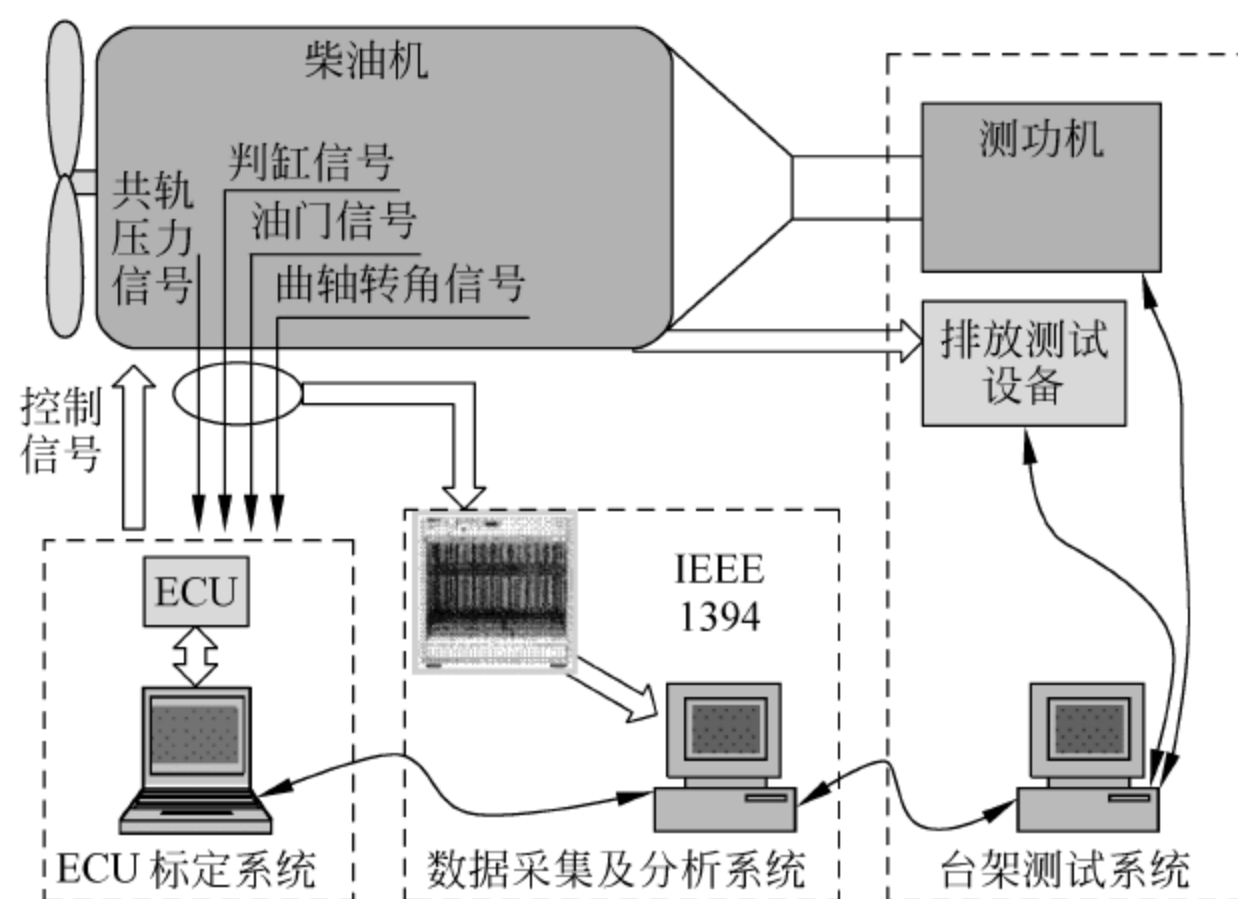 柴油机
测功机
判缸信号
共轨
压力
信号
油门信号
曲轴转角信号
排放测试
设备
控制
信号
ECU
IEEE
1394
ECU 标定系统
数据采集及分析系统
台架测试系统